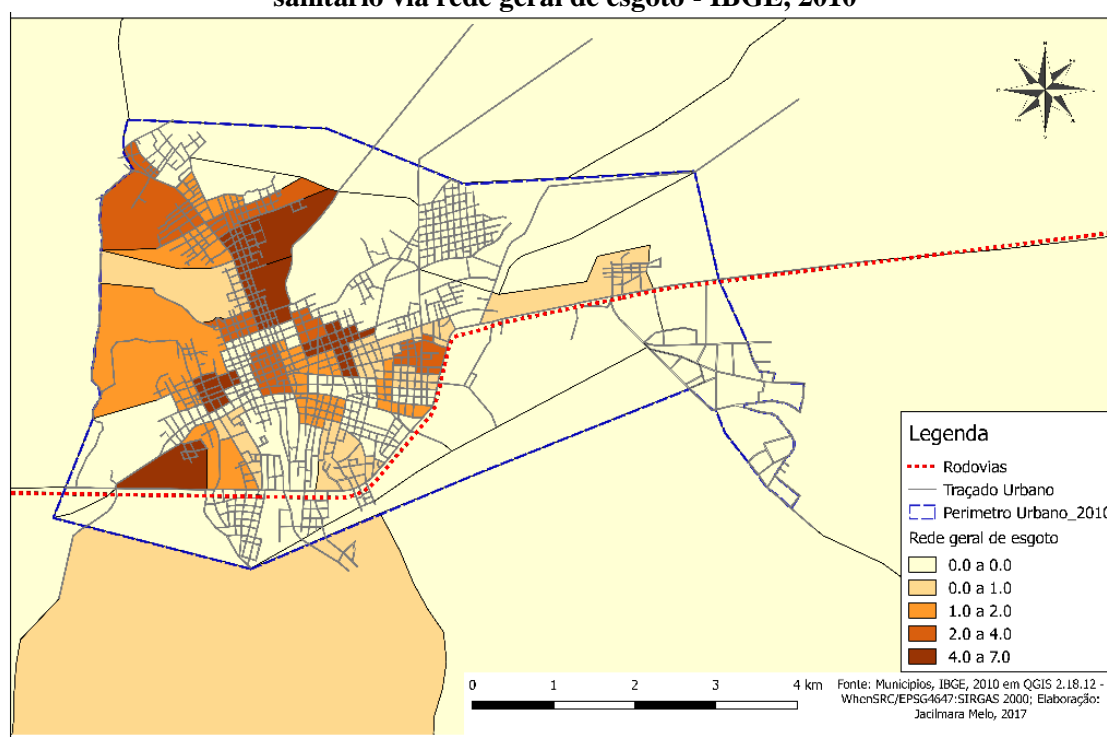 sanitário via rede geral de esgoto - IBGE, 2010
Legenda
Rodovias
Traçado Urbano
Perimetro Urbano_2010
Rede geral de esgoto
0.0 a 0.0
0.0 a 1.0
1.0 a 2.0
2.0 a 4.0
4.0 a 7.0
0 1 2 3 4 km
Fonte: Municipios, IBGE, 2010 em QGIS 2.18.12 -
WhenSRC/EPSG4647:SIRGAS 2000; Elaboração:
Jacilmara Melo, 2017